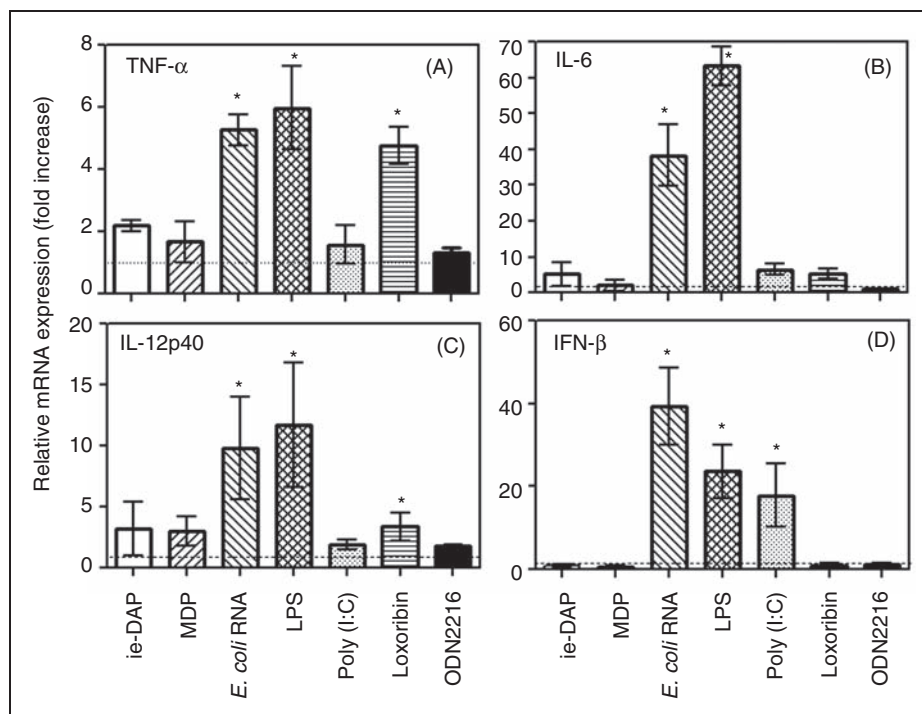 Relative mRNA expression (fold increase)
TNF-α
(A)
8
6
4
2
0
*
*
*
IL-6
(B)
70
60
50
40
30
20
10
0
*
*
IL-12p40
(C)
20
15
10
5
0
*
*
*
IFN-β
(D)
60
40
20
0
*
*
*
ie-DAP
MDP
E. coli RNA
LPS
Poly (I:C)
Loxoribin
ODN2216
ie-DAP
MDP
E. coli RNA
LPS
Poly (I:C)
Loxoribin
ODN2216